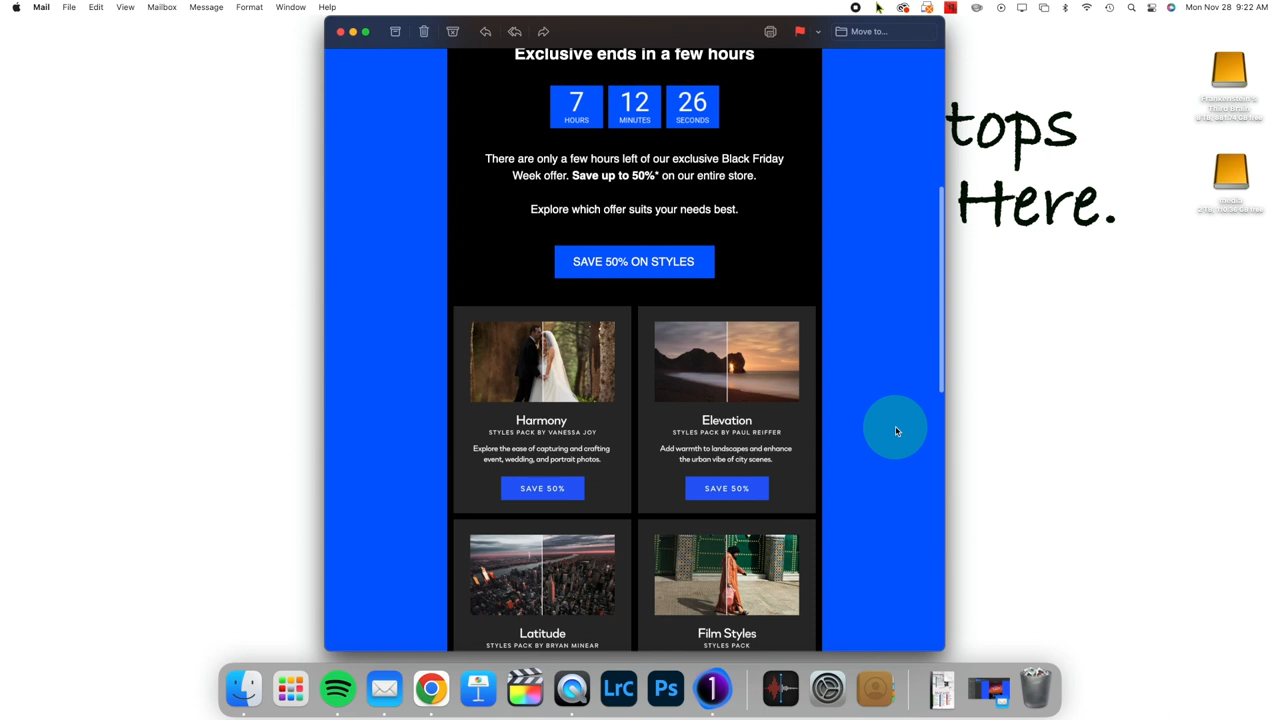 Mail File Edit View Mailbox Message Format Window Help Mon Nov 28 9:22 AM
Move to...
Exclusive ends in a few hours
7 12 26
HOURS MINUTES SECONDS
There are only a few hours left of our exclusive Black Friday
Week offer. Save up to 50%* on our entire store.
Explore which offer suits your needs best.
SAVE 50% ON STYLES
Harmony
STYLES PACK BY VANESSA JOY
Explore the ease of capturing and crafting
event, wedding, and portrait photos.
SAVE 50%
Elevation
STYLES PACK BY PAUL REIFFER
Add warmth to landscapes and enhance
the urban vibe of city scenes.
SAVE 50%
Latitude
STYLES PACK BY BRYAN MINEAR
Film Styles
STYLES PACK
tops
Here.
Frankenstein's
Third Brain
media
LrC Ps 1